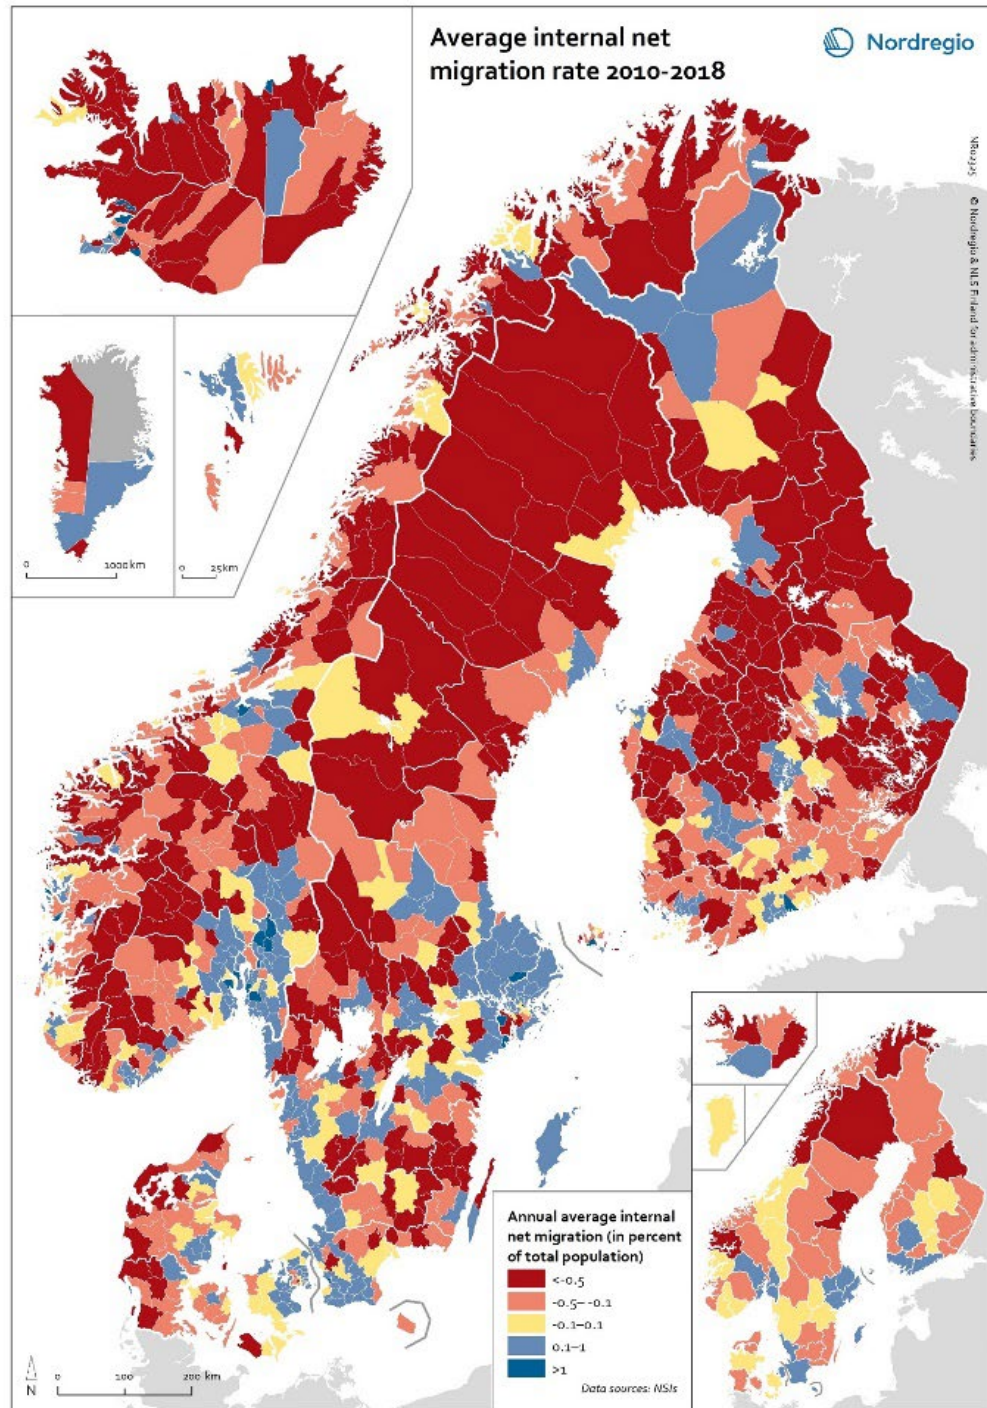 Average internal net
migration rate 2010-2018
Nordregio
NR02325 © Nordregio & NLS Finland for administrative boundaries
0 1000 km
0 25km
Annual average internal
net migration (in percent
of total population)
<-0.5
-0.5--0.1
-0.1–0.1
0.1–1
>1
Data sources: NSIs
N
0 100 200 km